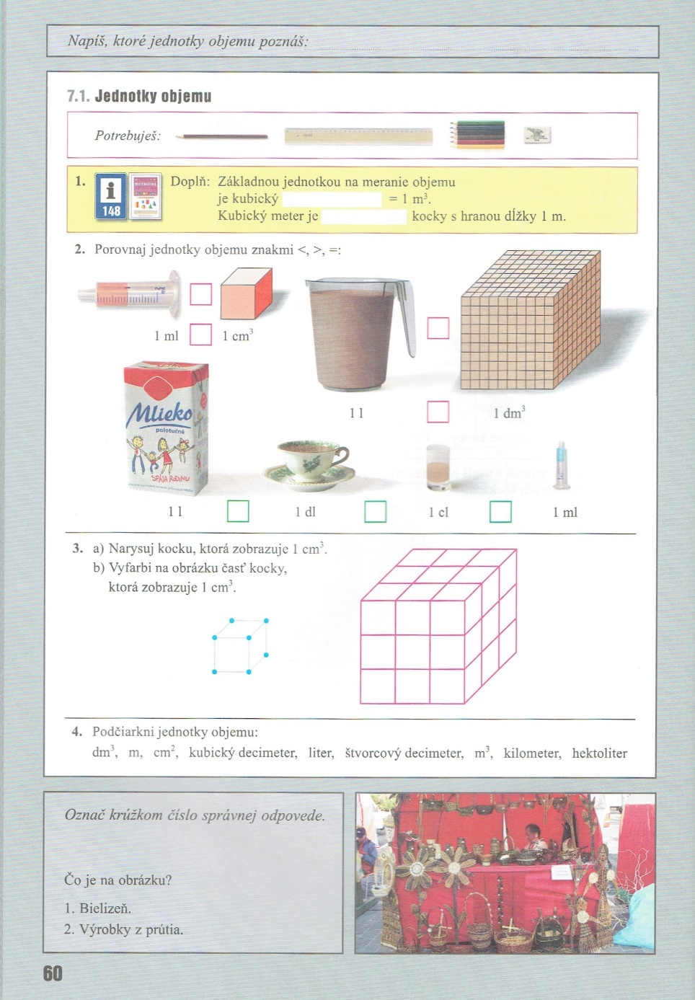 Napíš, ktoré jednotky objemu poznáš:
7.1. Jednotky objemu
Potrebuješ:
1.
148
MATEMATIKA
Doplň: Základnou jednotkou na meranie objemu
je kubický = 1 m³.
Kubický meter je kocky s hranou dĺžky 1 m.
2. Porovnaj jednotky objemu znakmi <, >, =:
1 ml 1 cm³
1 l 1 dm³
Mlieko
polotučné
SPÁJA RODINU
1 l 1 dl 1 cl 1 ml
3. a) Narysuj kocku, ktorá zobrazuje 1 cm³.
b) Vyfarbi na obrázku časť kocky,
ktorá zobrazuje 1 cm³.
4. Podčiarkni jednotky objemu:
dm³, m, cm², kubický decimeter, liter, štvorcový decimeter, m³, kilometer, hektoliter
Označ krúžkom číslo správnej odpovede.
Čo je na obrázku?
1. Bielizeň.
2. Výrobky z prútia.
60